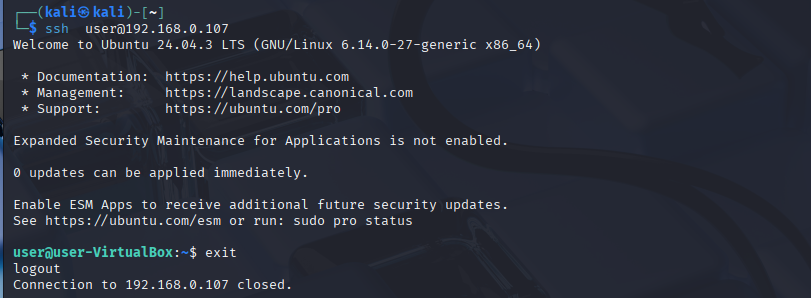 ┌──(kali㉿kali)-[~]
└─$ ssh  user@192.168.0.107
Welcome to Ubuntu 24.04.3 LTS (GNU/Linux 6.14.0-27-generic x86_64)
* Documentation:  https://help.ubuntu.com
* Management:     https://landscape.canonical.com
* Support:        https://ubuntu.com/pro
Expanded Security Maintenance for Applications is not enabled.
0 updates can be applied immediately.
Enable ESM Apps to receive additional future security updates.
See https://ubuntu.com/esm or run: sudo pro status
user@user-VirtualBox:~$ exit
logout
Connection to 192.168.0.107 closed.